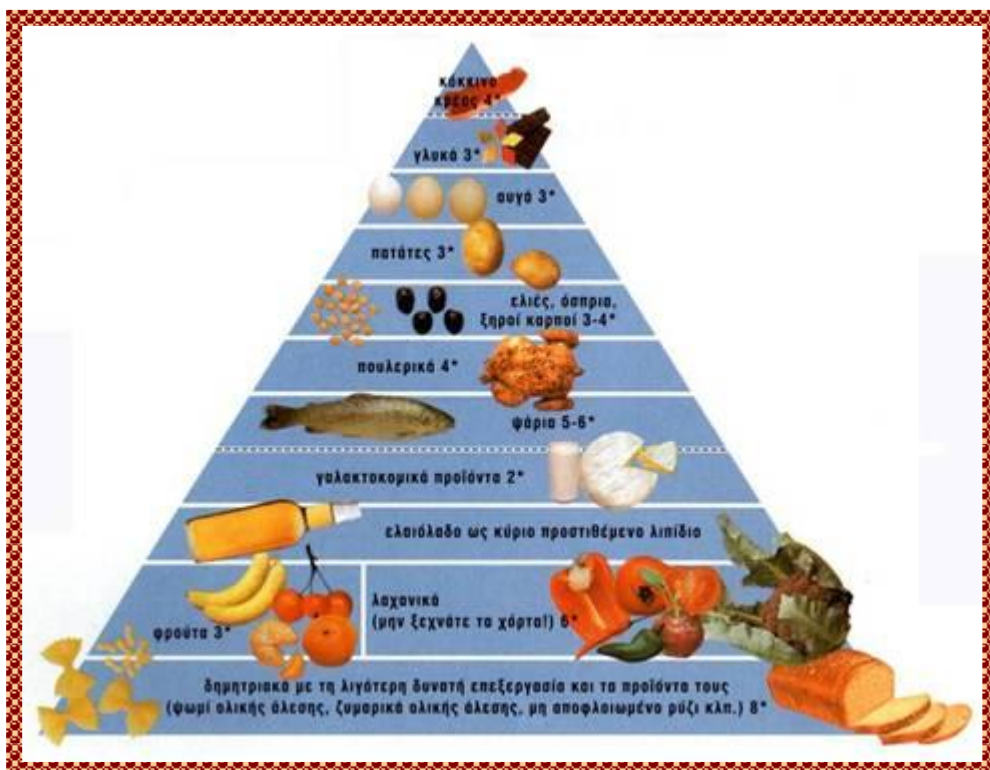 κόκκινο
κρέας 4*
γλυκά 3*
αυγά 3*
πατάτες 3*
ελιές, όσπρια,
ξηροί καρποί 3-4*
πουλερικά 4*
ψάρια 5-6*
γαλακτοκομικά προϊόντα 2*
ελαιόλαδο ως κύριο προστιθέμενο λιπίδιο
φρούτα 3*
λαχανικά
(μην ξεχνάτε τα χόρτα!) 6*
δημητριακά με τη λιγότερη δυνατή επεξεργασία και τα προϊόντα τους
(ψωμί ολικής άλεσης, ζυμαρικά ολικής άλεσης, μη αποφλοιωμένο ρύζι κλπ.) 8*